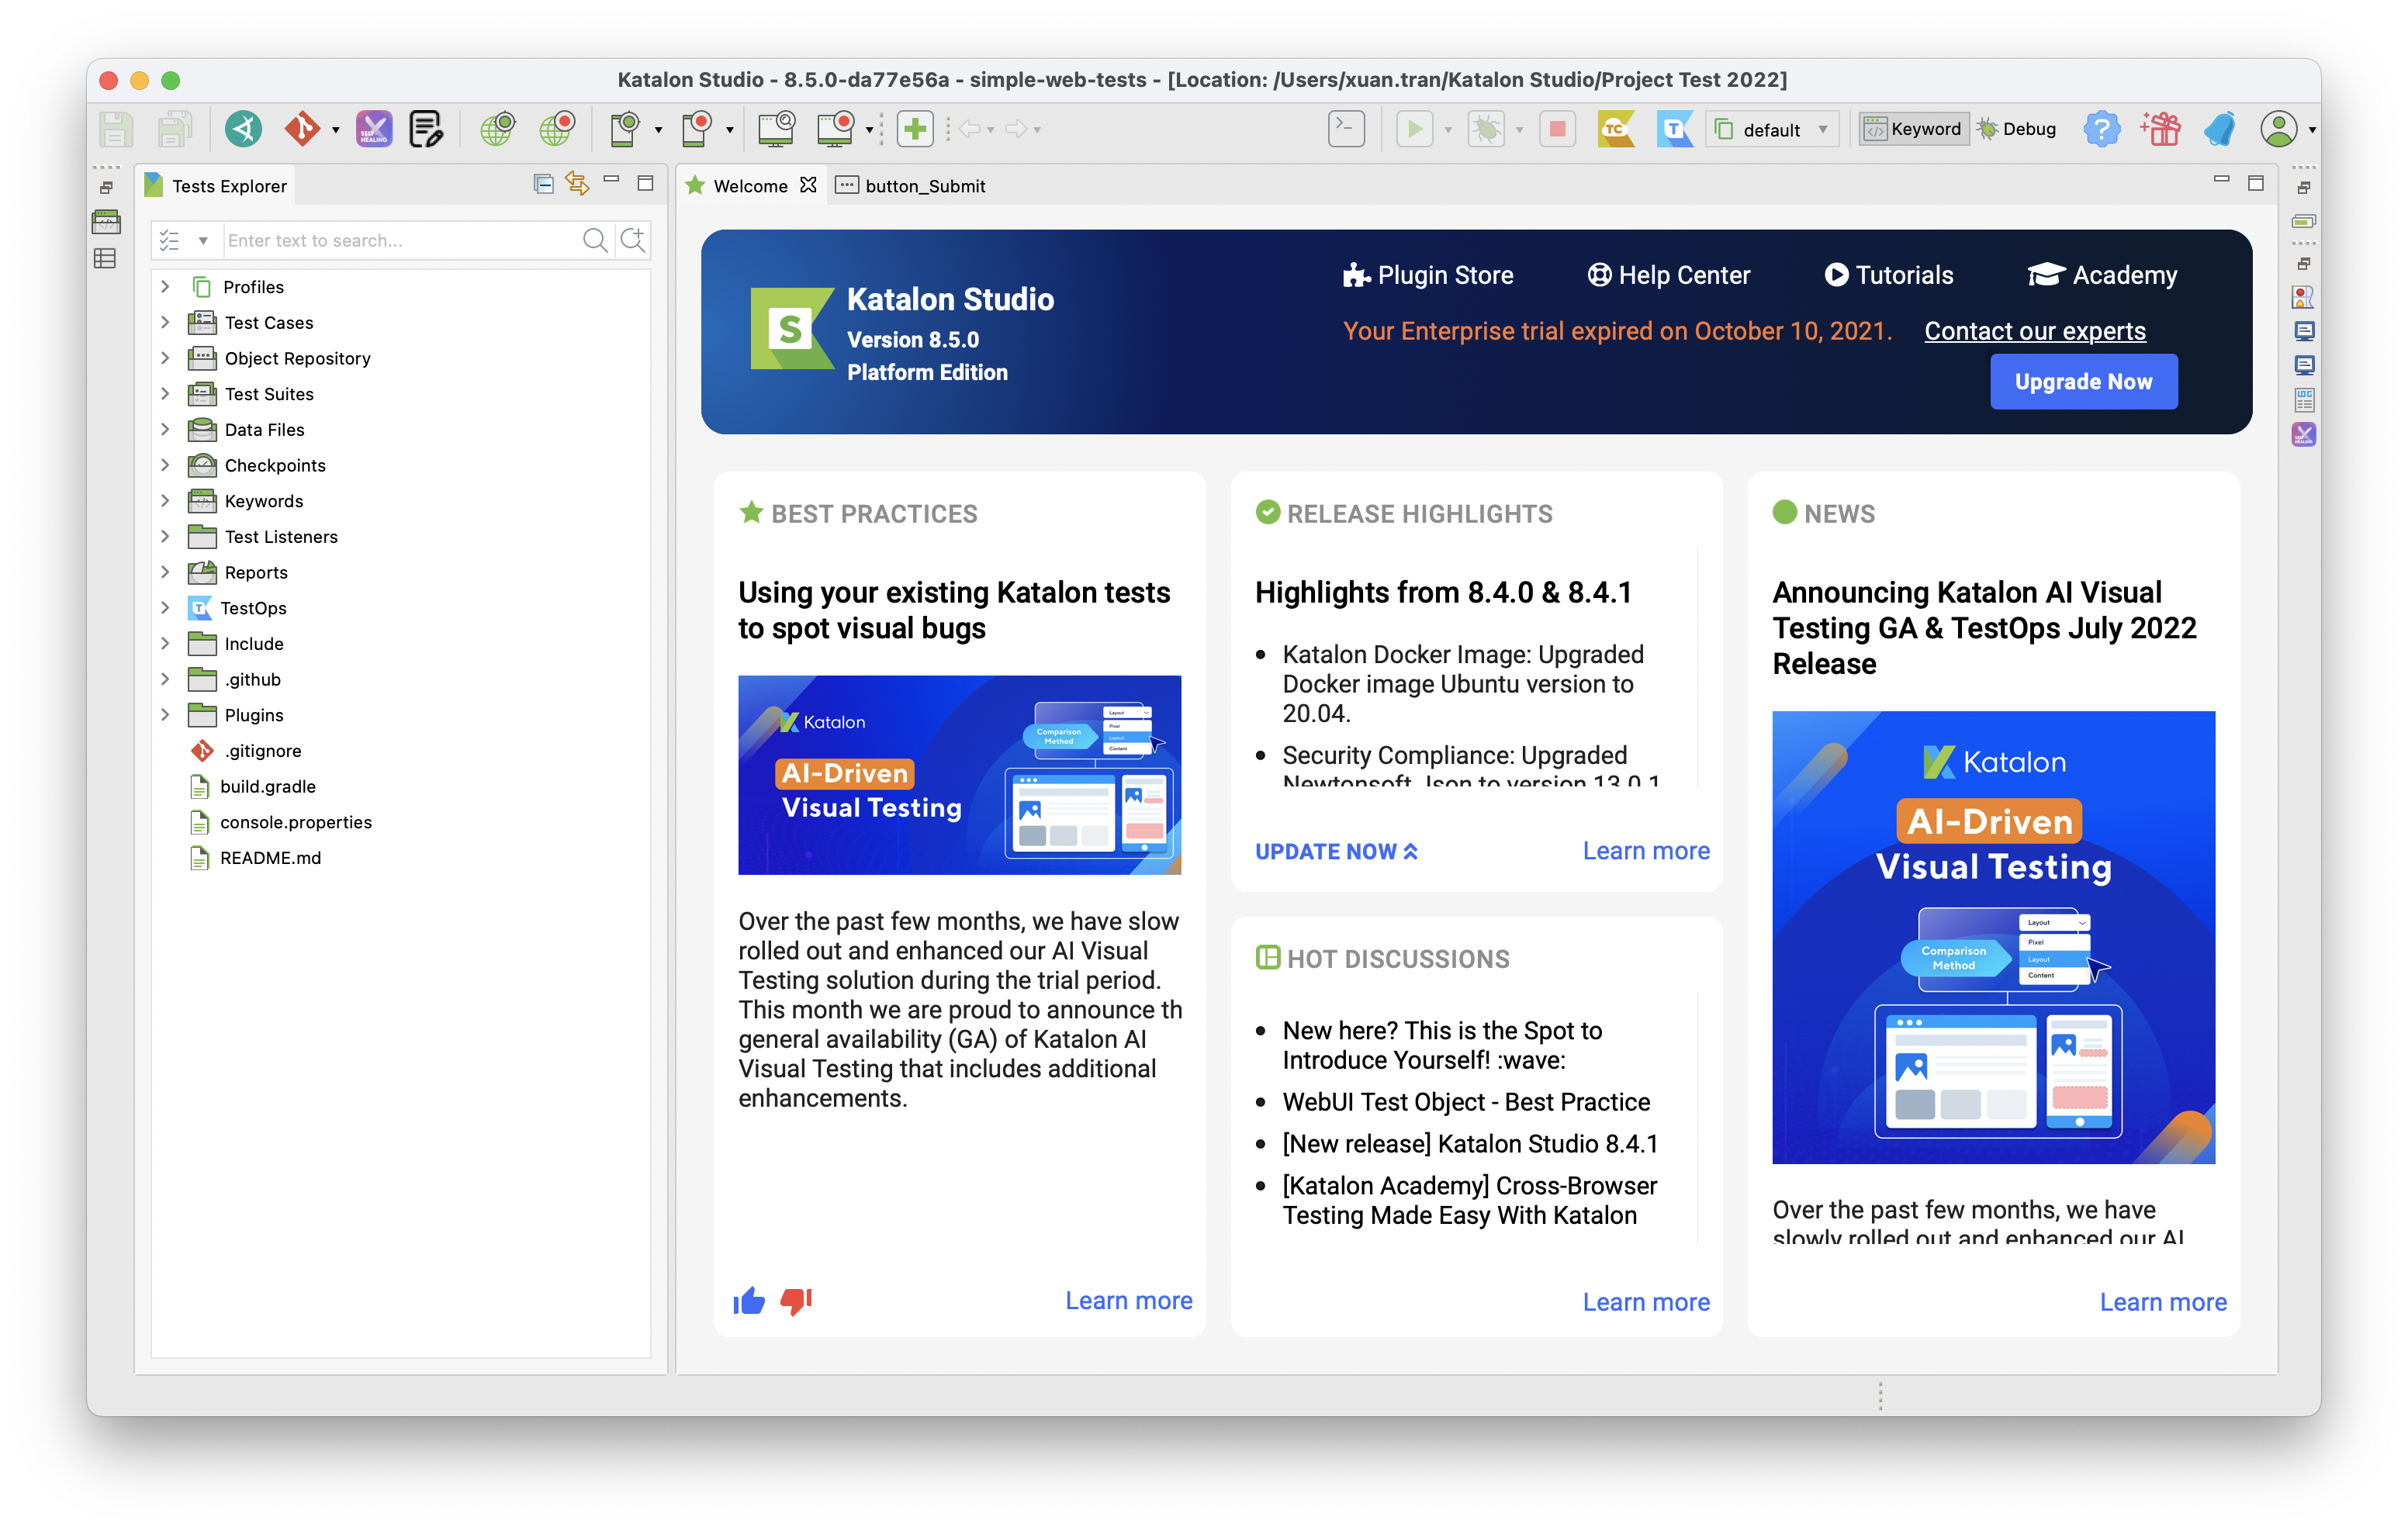 Katalon Studio - 8.5.0-da77e56a - simple-web-tests - [Location: /Users/xuan.tran/Katalon Studio/Project Test 2022]
SELF HEALING
TC
T
default
Keyword
Debug
Tests Explorer
Enter text to search...
Profiles
Test Cases
Object Repository
Test Suites
Data Files
Checkpoints
Keywords
Test Listeners
Reports
TestOps
Include
.github
Plugins
.gitignore
build.gradle
console.properties
README.md
Welcome
button_Submit
S
Katalon Studio
Version 8.5.0
Platform Edition
Plugin Store
Help Center
Tutorials
Academy
Your Enterprise trial expired on October 10, 2021.
Contact our experts
Upgrade Now
BEST PRACTICES
Using your existing Katalon tests
to spot visual bugs
Katalon
AI-Driven
Visual Testing
Comparison
Method
Layout
Pixel
Layout
Content
Over the past few months, we have slow
rolled out and enhanced our AI Visual
Testing solution during the trial period.
This month we are proud to announce th
general availability (GA) of Katalon AI
Visual Testing that includes additional
enhancements.
Learn more
RELEASE HIGHLIGHTS
Highlights from 8.4.0 & 8.4.1
Katalon Docker Image: Upgraded
Docker image Ubuntu version to
20.04.
Security Compliance: Upgraded
Newtonsoft.Json to version 13.0.1
UPDATE NOW
Learn more
HOT DISCUSSIONS
New here? This is the Spot to
Introduce Yourself! :wave:
WebUI Test Object - Best Practice
[New release] Katalon Studio 8.4.1
[Katalon Academy] Cross-Browser
Testing Made Easy With Katalon
Learn more
NEWS
Announcing Katalon AI Visual
Testing GA & TestOps July 2022
Release
Katalon
AI-Driven
Visual Testing
Comparison
Method
Layout
Pixel
Layout
Content
Over the past few months, we have
slowly rolled out and enhanced our AI
Learn more
LOG